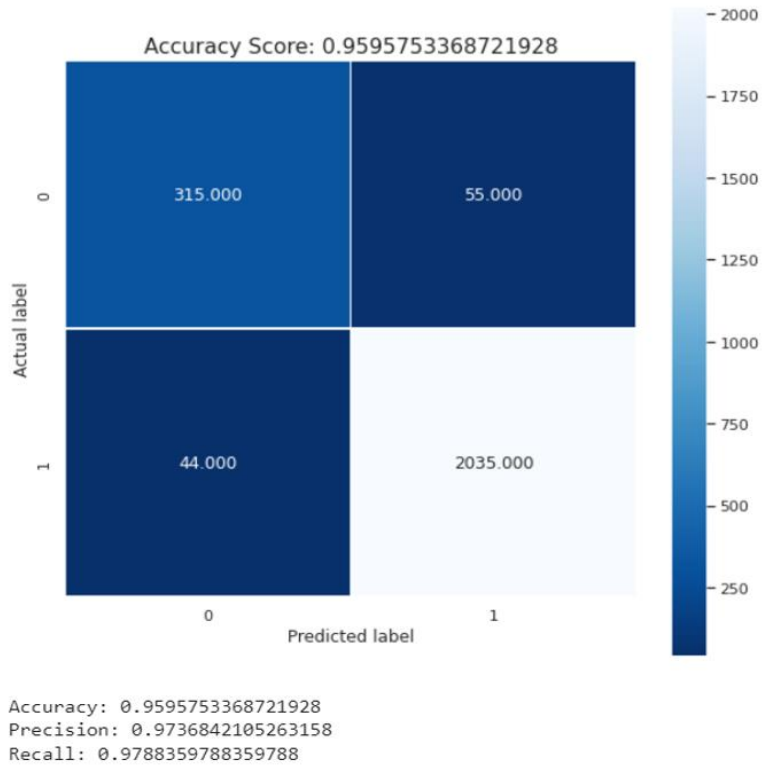 Accuracy Score: 0.9595753368721928
2000
1750
1500
1250
1000
750
500
250
Actual label
0
315.000
55.000
1
44.000
2035.000
0
1
Predicted label
Accuracy: 0.9595753368721928
Precision: 0.9736842105263158
Recall: 0.9788359788359788